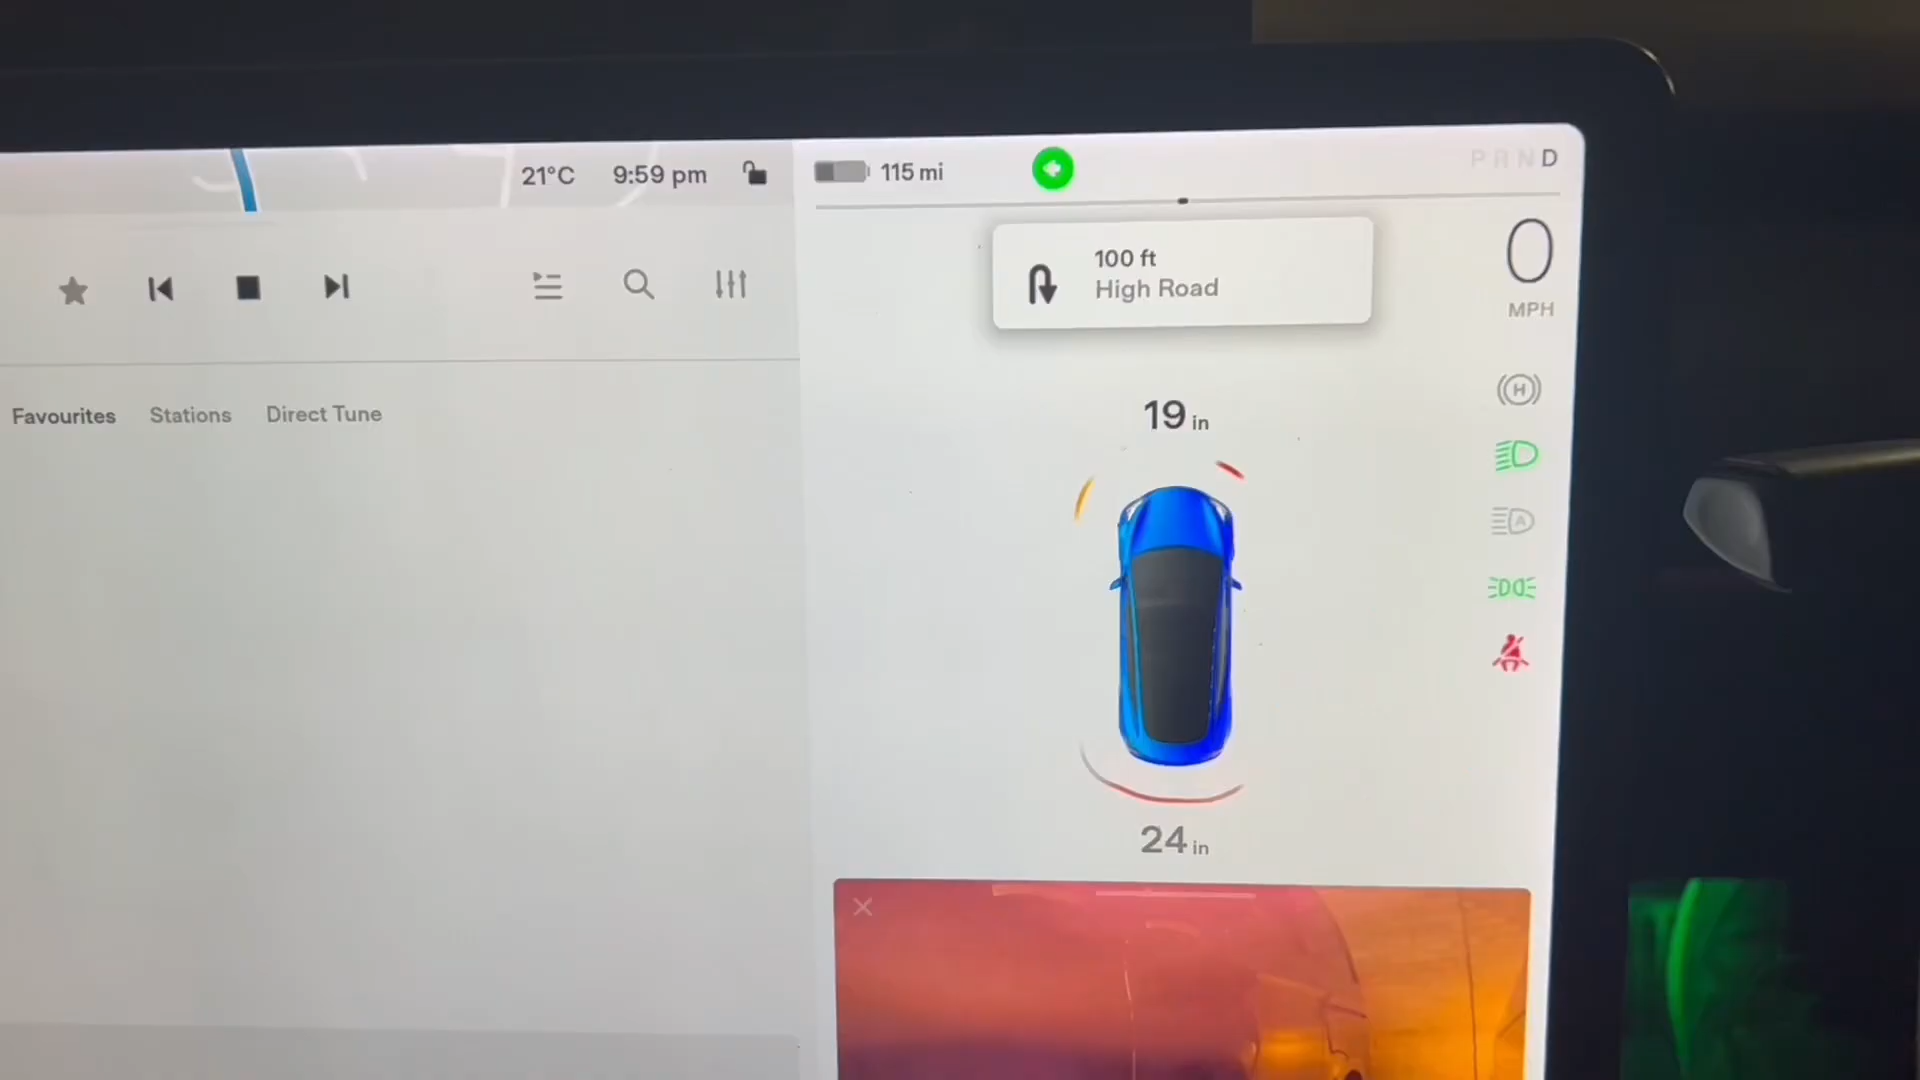 21°C 9:59 pm
115 mi
P R N D
100 ft
High Road
0
MPH
Favourites Stations Direct Tune
19 in
H
A
24 in